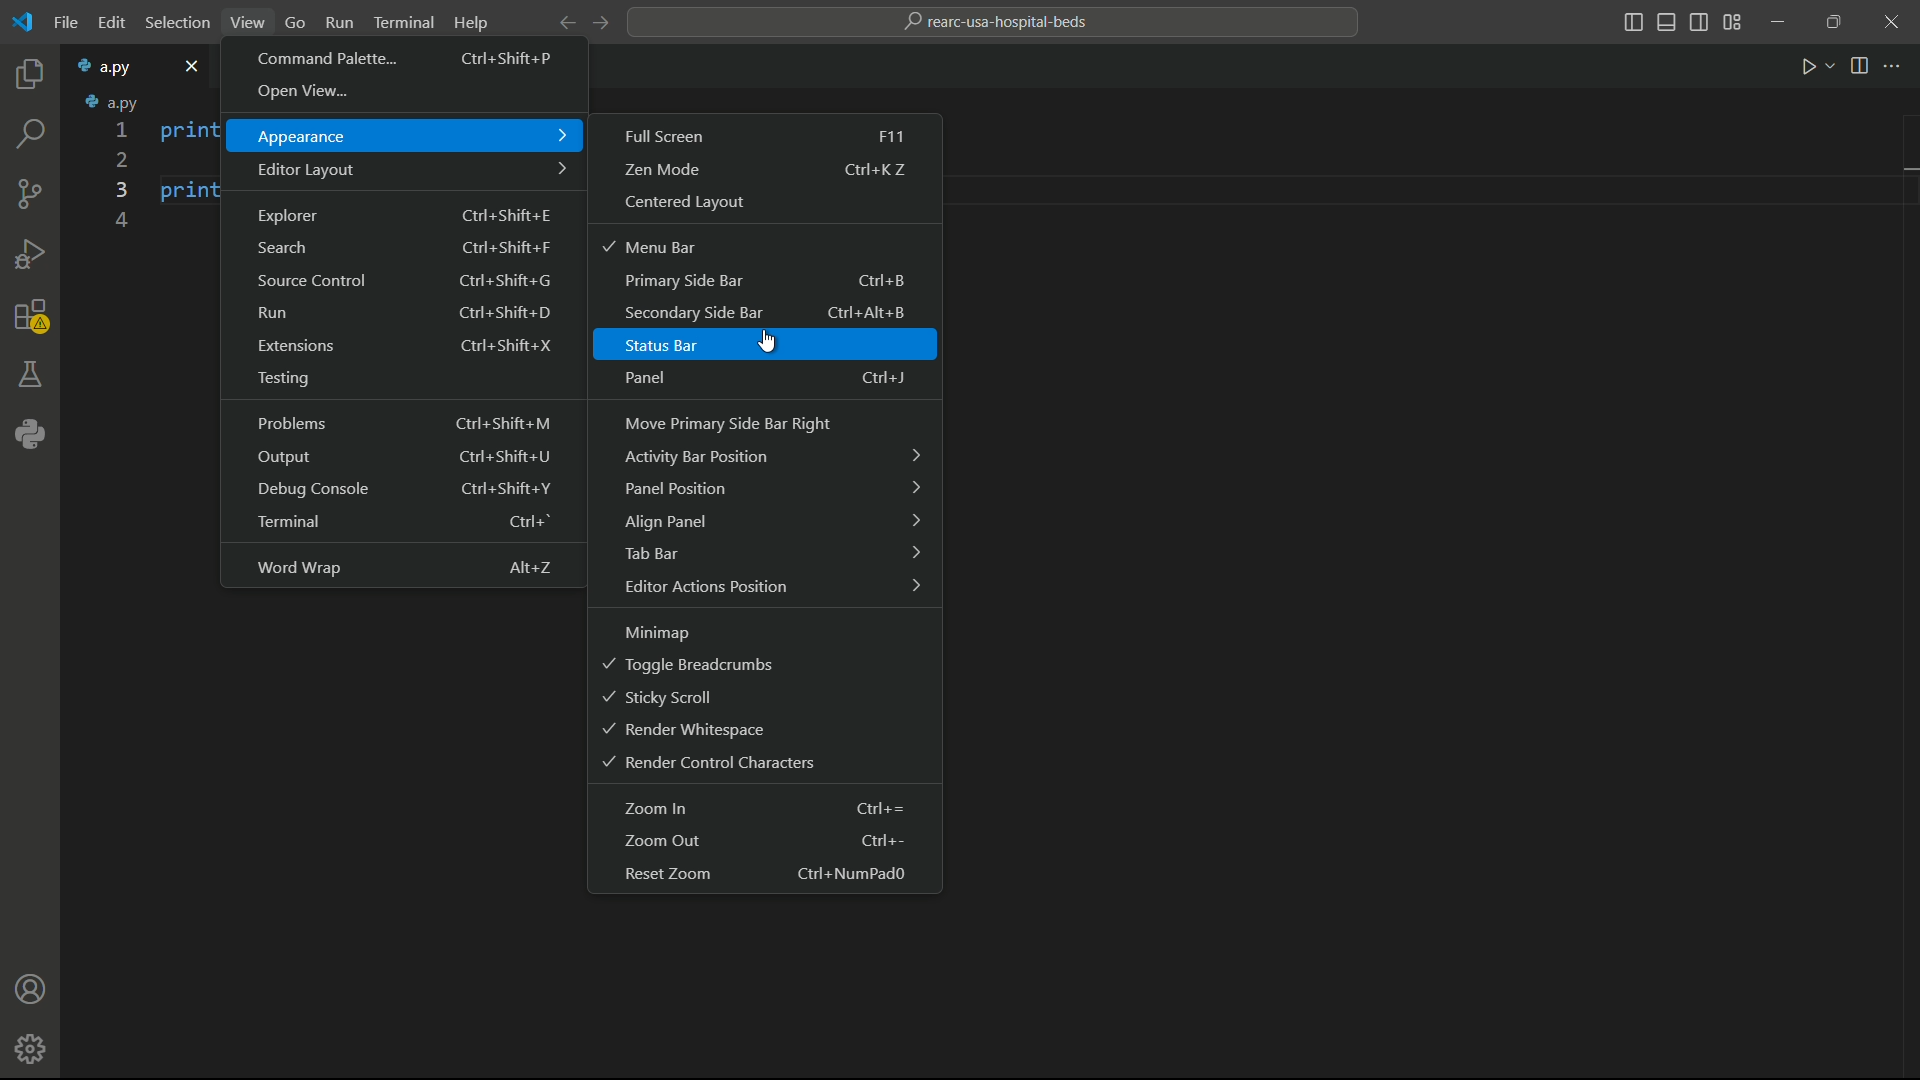 File Edit Selection View Go Run Terminal Help rearc-usa-hospital-beds
a.py
a.py
1 print
2
3 print
4
Command Palette... Ctrl+Shift+P
Open View...
Appearance
Editor Layout
Explorer Ctrl+Shift+E
Search Ctrl+Shift+F
Source Control Ctrl+Shift+G
Run Ctrl+Shift+D
Extensions Ctrl+Shift+X
Testing
Problems Ctrl+Shift+M
Output Ctrl+Shift+U
Debug Console Ctrl+Shift+Y
Terminal Ctrl+`
Word Wrap Alt+Z
Full Screen F11
Zen Mode Ctrl+K Z
Centered Layout
Menu Bar
Primary Side Bar Ctrl+B
Secondary Side Bar Ctrl+Alt+B
Status Bar
Panel Ctrl+J
Move Primary Side Bar Right
Activity Bar Position
Panel Position
Align Panel
Tab Bar
Editor Actions Position
Minimap
Toggle Breadcrumbs
Sticky Scroll
Render Whitespace
Render Control Characters
Zoom In Ctrl+=
Zoom Out Ctrl+-
Reset Zoom Ctrl+NumPad0